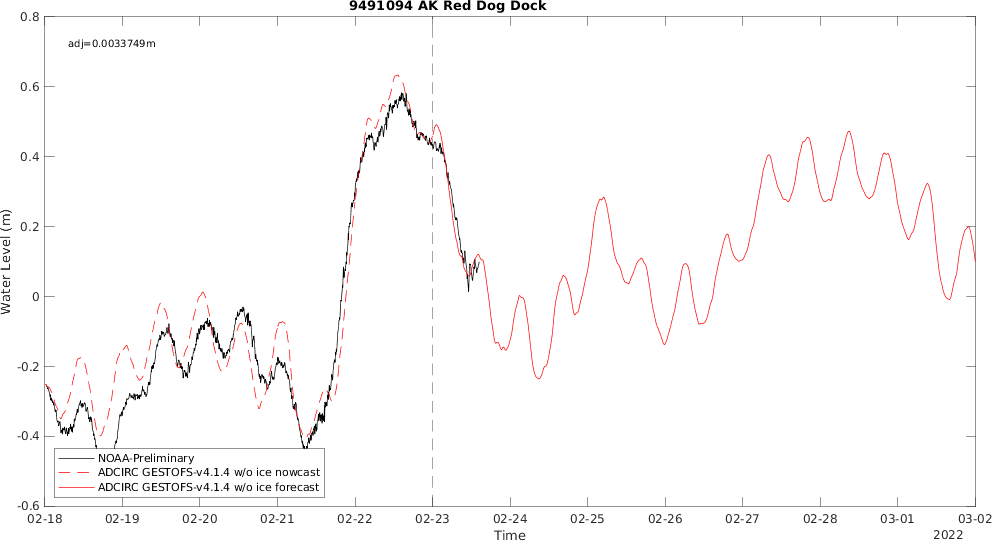 9491094 AK Red Dog Dock
adj=0.0033749m
0.8
0.6
0.4
0.2
0
-0.2
-0.4
-0.6
Water Level (m)
NOAA-Preliminary
ADCIRC GESTOFS-v4.1.4 w/o ice nowcast
ADCIRC GESTOFS-v4.1.4 w/o ice forecast
02-18 02-19 02-20 02-21 02-22 02-23 02-24 02-25 02-26 02-27 02-28 03-01 03-02
Time
2022